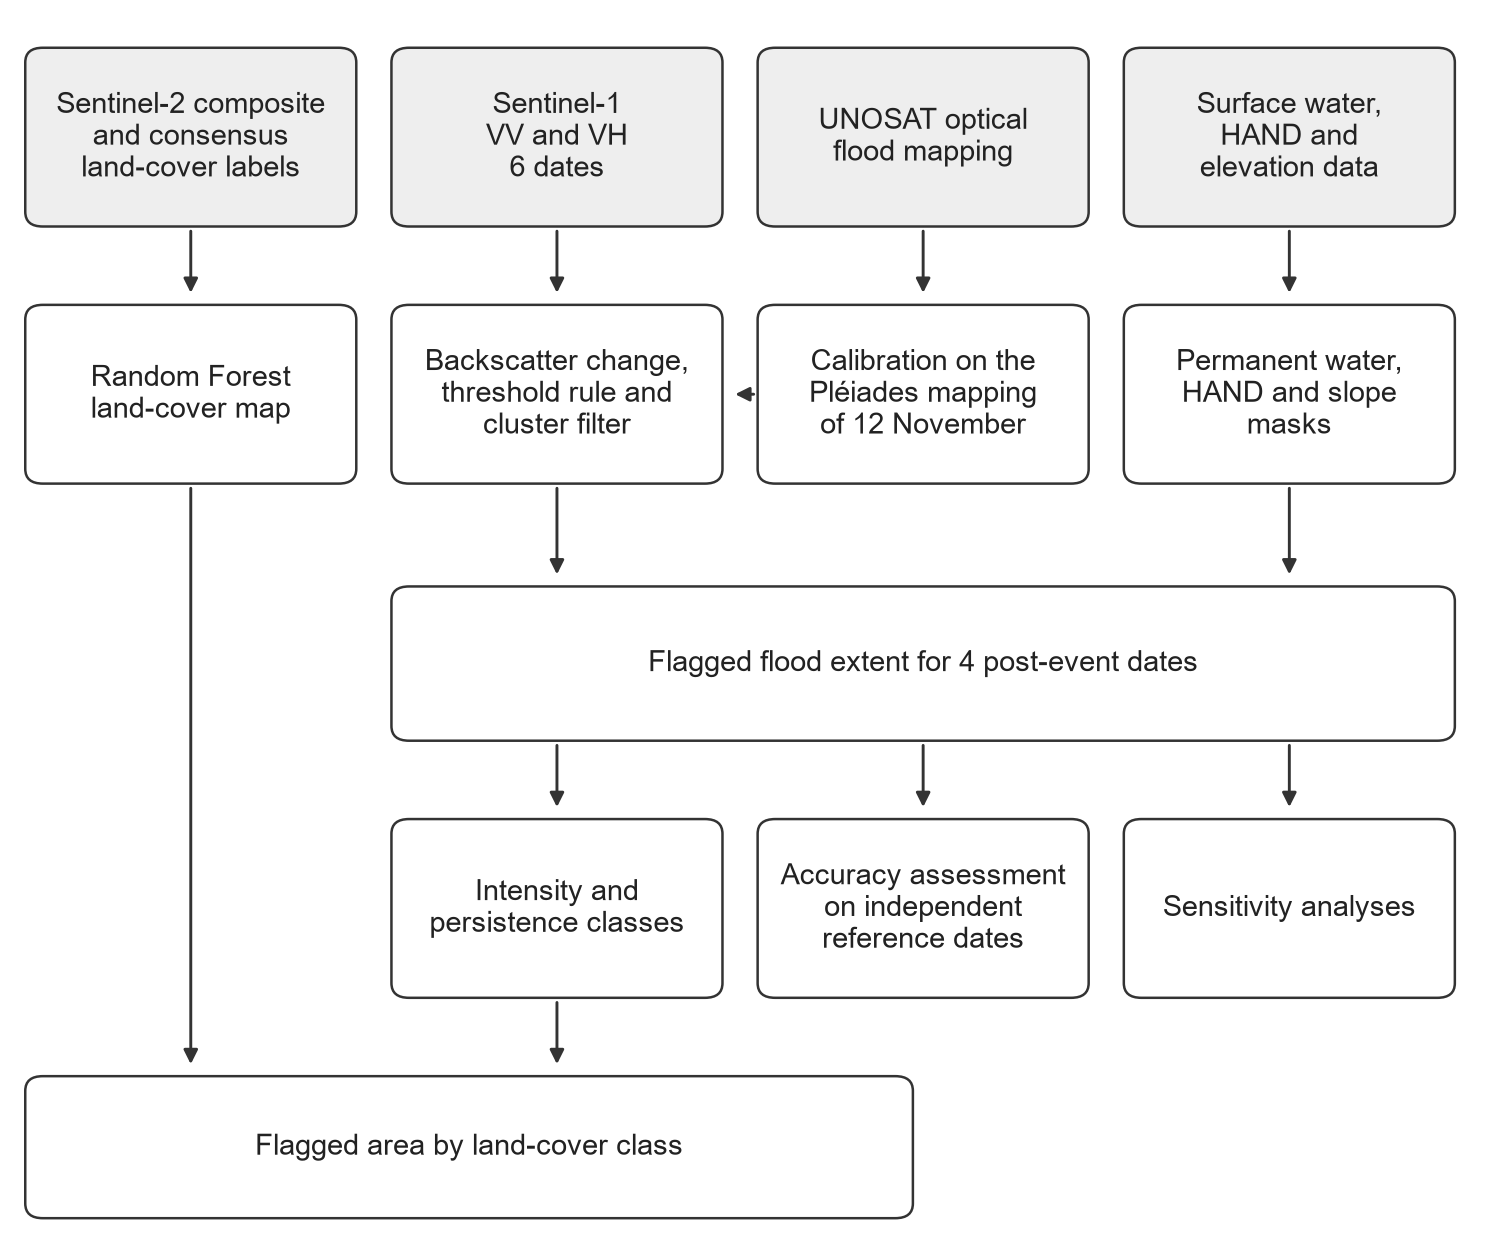 Sentinel-2 composite
and consensus
land-cover labels
Sentinel-1
VV and VH
6 dates
UNOSAT optical
flood mapping
Surface water,
HAND and
elevation data
Random Forest
land-cover map
Backscatter change,
threshold rule and
cluster filter
Calibration on the
Pléiades mapping
of 12 November
Permanent water,
HAND and slope
masks
Flagged flood extent for 4 post-event dates
Intensity and
persistence classes
Accuracy assessment
on independent
reference dates
Sensitivity analyses
Flagged area by land-cover class